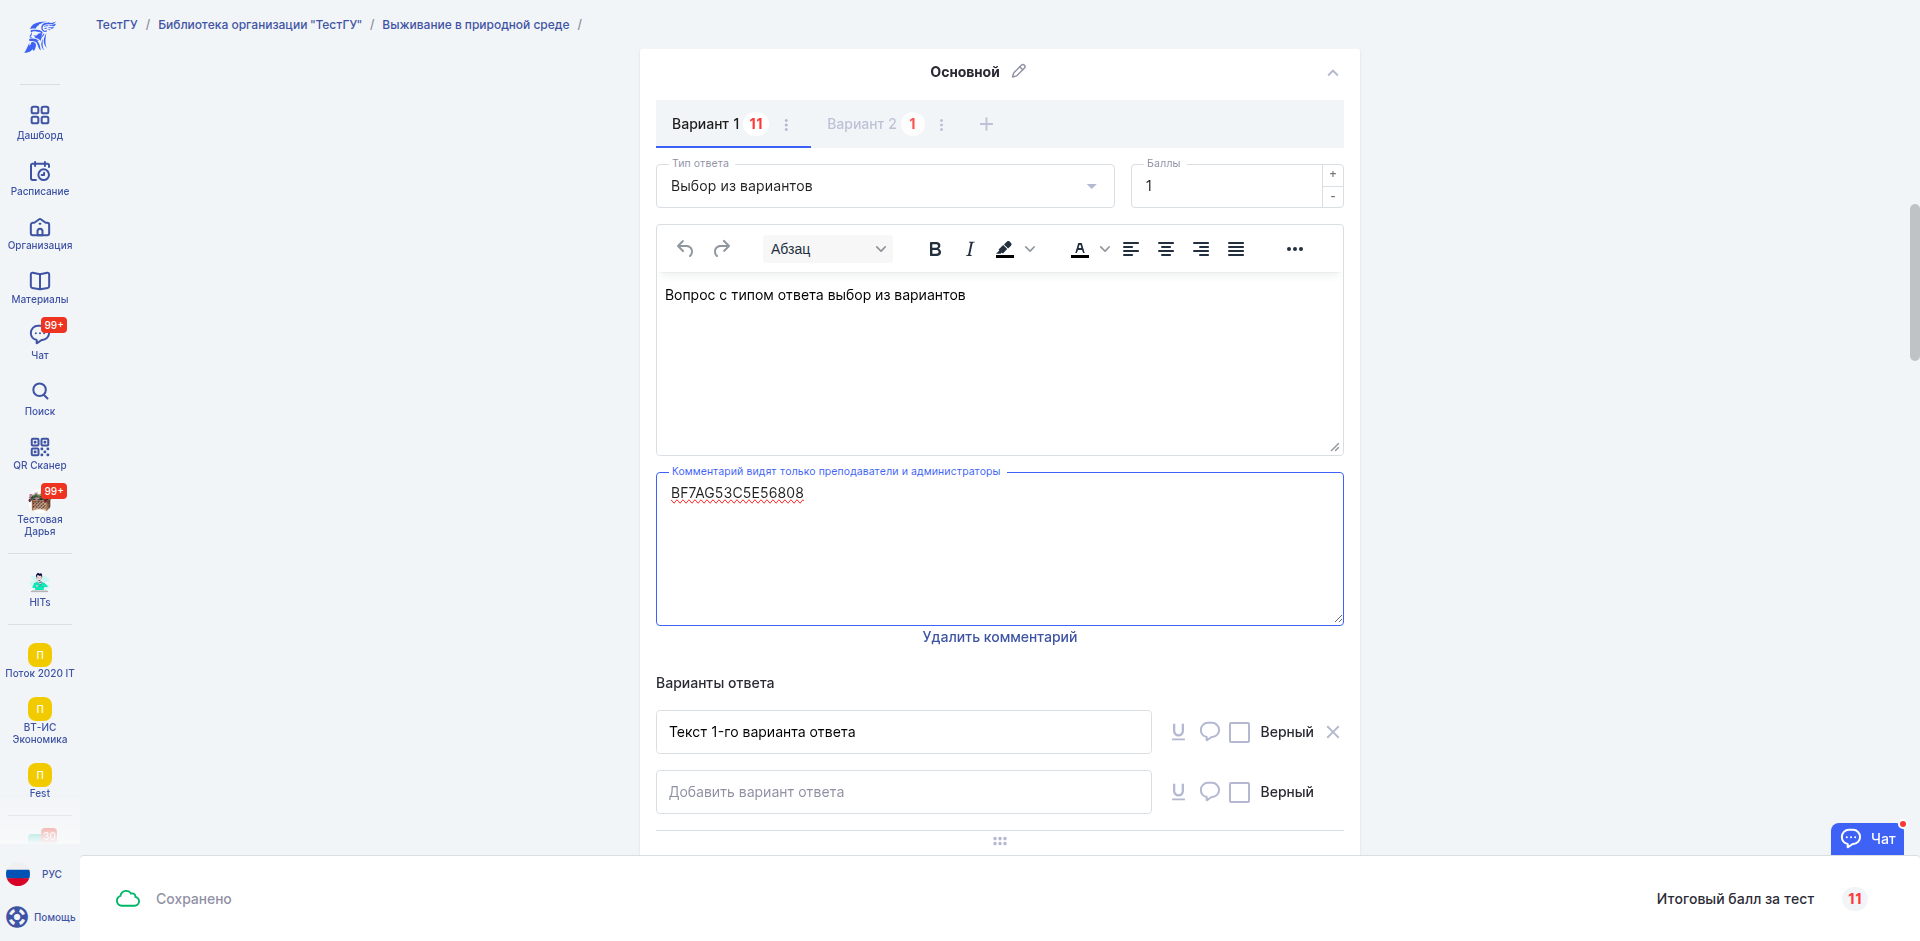 ТестГУ / Библиотека организации "ТестГУ" / Выживание в природной среде /
Дашборд
Расписание
Организация
Материалы
99+
Чат
Поиск
QR Сканер
99+
Тестовая
Дарья
HITs
П
Поток 2020 IT
П
ВТ-ИС
Экономика
П
Fest
30
РУС
Помощь
Основной
Вариант 1 11 Вариант 2 1 +
Тип ответа
Выбор из вариантов
Баллы
1
+
-
Абзац B I A
Вопрос с типом ответа выбор из вариантов
Комментарий видят только преподаватели и администраторы
BF7AG53C5E56808
Удалить комментарий
Варианты ответа
Текст 1-го варианта ответа U Верный
Добавить вариант ответа U Верный
Чат
Сохранено
Итоговый балл за тест 11